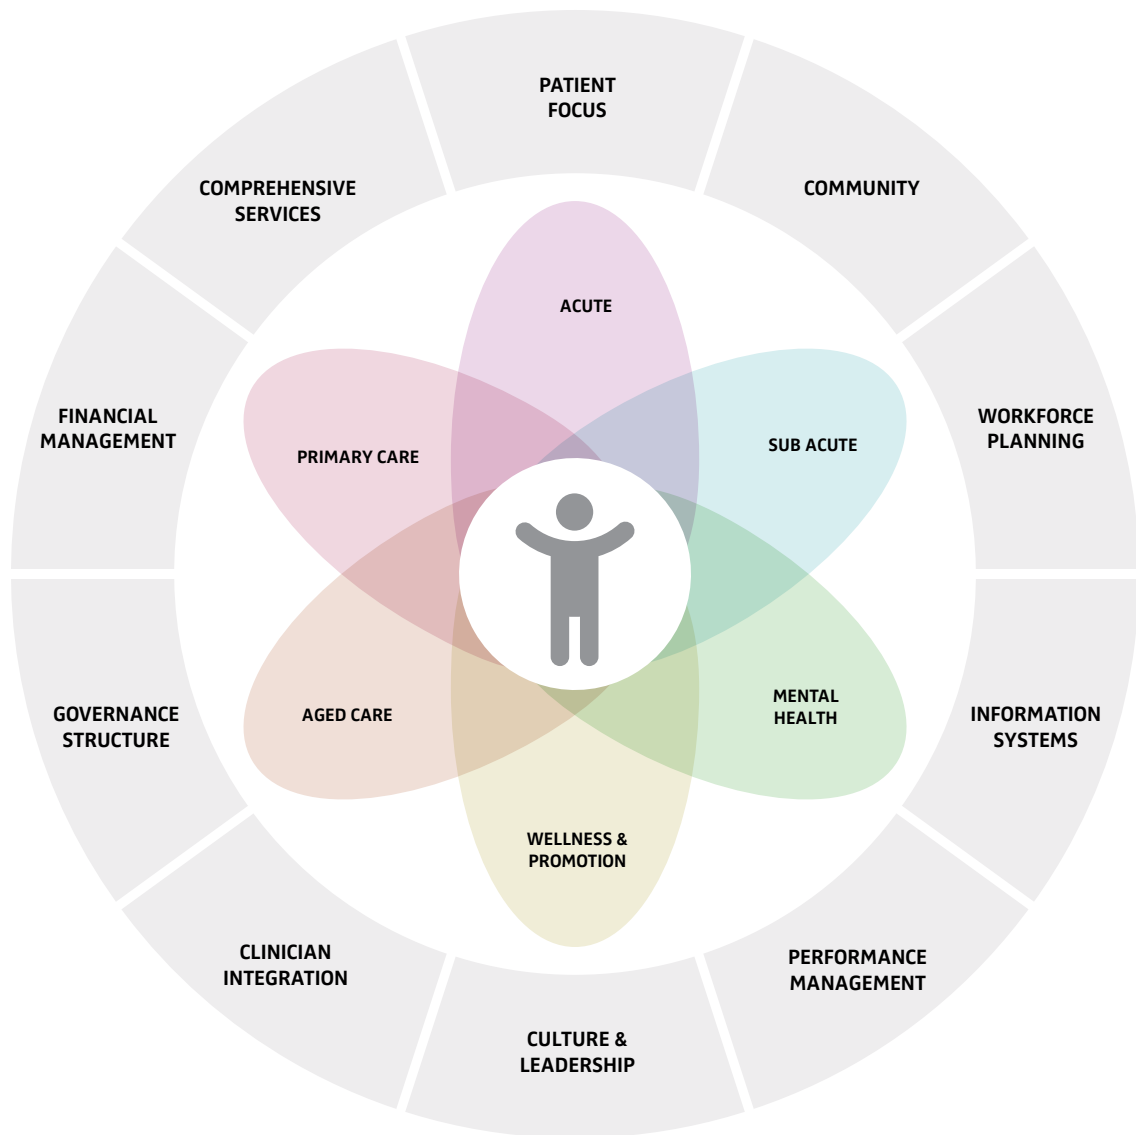 PATIENT
FOCUS
COMMUNITY
WORKFORCE
PLANNING
INFORMATION
SYSTEMS
PERFORMANCE
MANAGEMENT
CULTURE &
LEADERSHIP
CLINICIAN
INTEGRATION
GOVERNANCE
STRUCTURE
FINANCIAL
MANAGEMENT
COMPREHENSIVE
SERVICES
ACUTE
SUB ACUTE
MENTAL
HEALTH
WELLNESS &
PROMOTION
AGED CARE
PRIMARY CARE